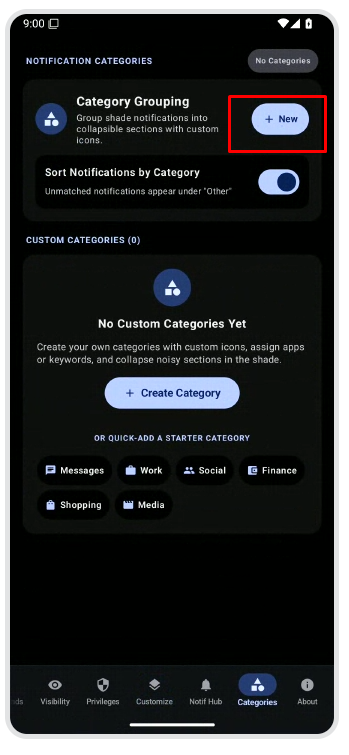 9:00
NOTIFICATION CATEGORIES
No Categories
Category Grouping
Group shade notifications into
collapsible sections with custom
icons.
+ New
Sort Notifications by Category
Unmatched notifications appear under "Other"
CUSTOM CATEGORIES (0)
No Custom Categories Yet
Create your own categories with custom icons, assign apps
or keywords, and collapse noisy sections in the shade.
+ Create Category
OR QUICK-ADD A STARTER CATEGORY
Messages
Work
Social
Finance
Shopping
Media
Visibility
Privileges
Customize
Notif Hub
Categories
About